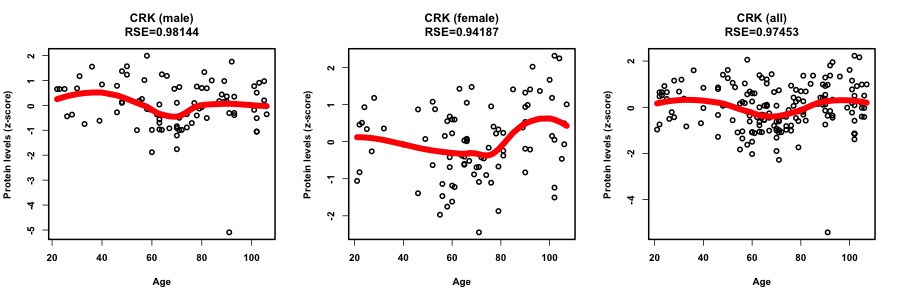 CRK (male)
RSE=0.98144
Protein levels (z-score)
2
1
0
-1
-2
-3
-4
-5
20 40 60 80 100
Age
CRK (female)
RSE=0.94187
Protein levels (z-score)
2
1
0
-1
-2
20 40 60 80 100
Age
CRK (all)
RSE=0.97453
Protein levels (z-score)
2
0
-2
-4
20 40 60 80 100
Age